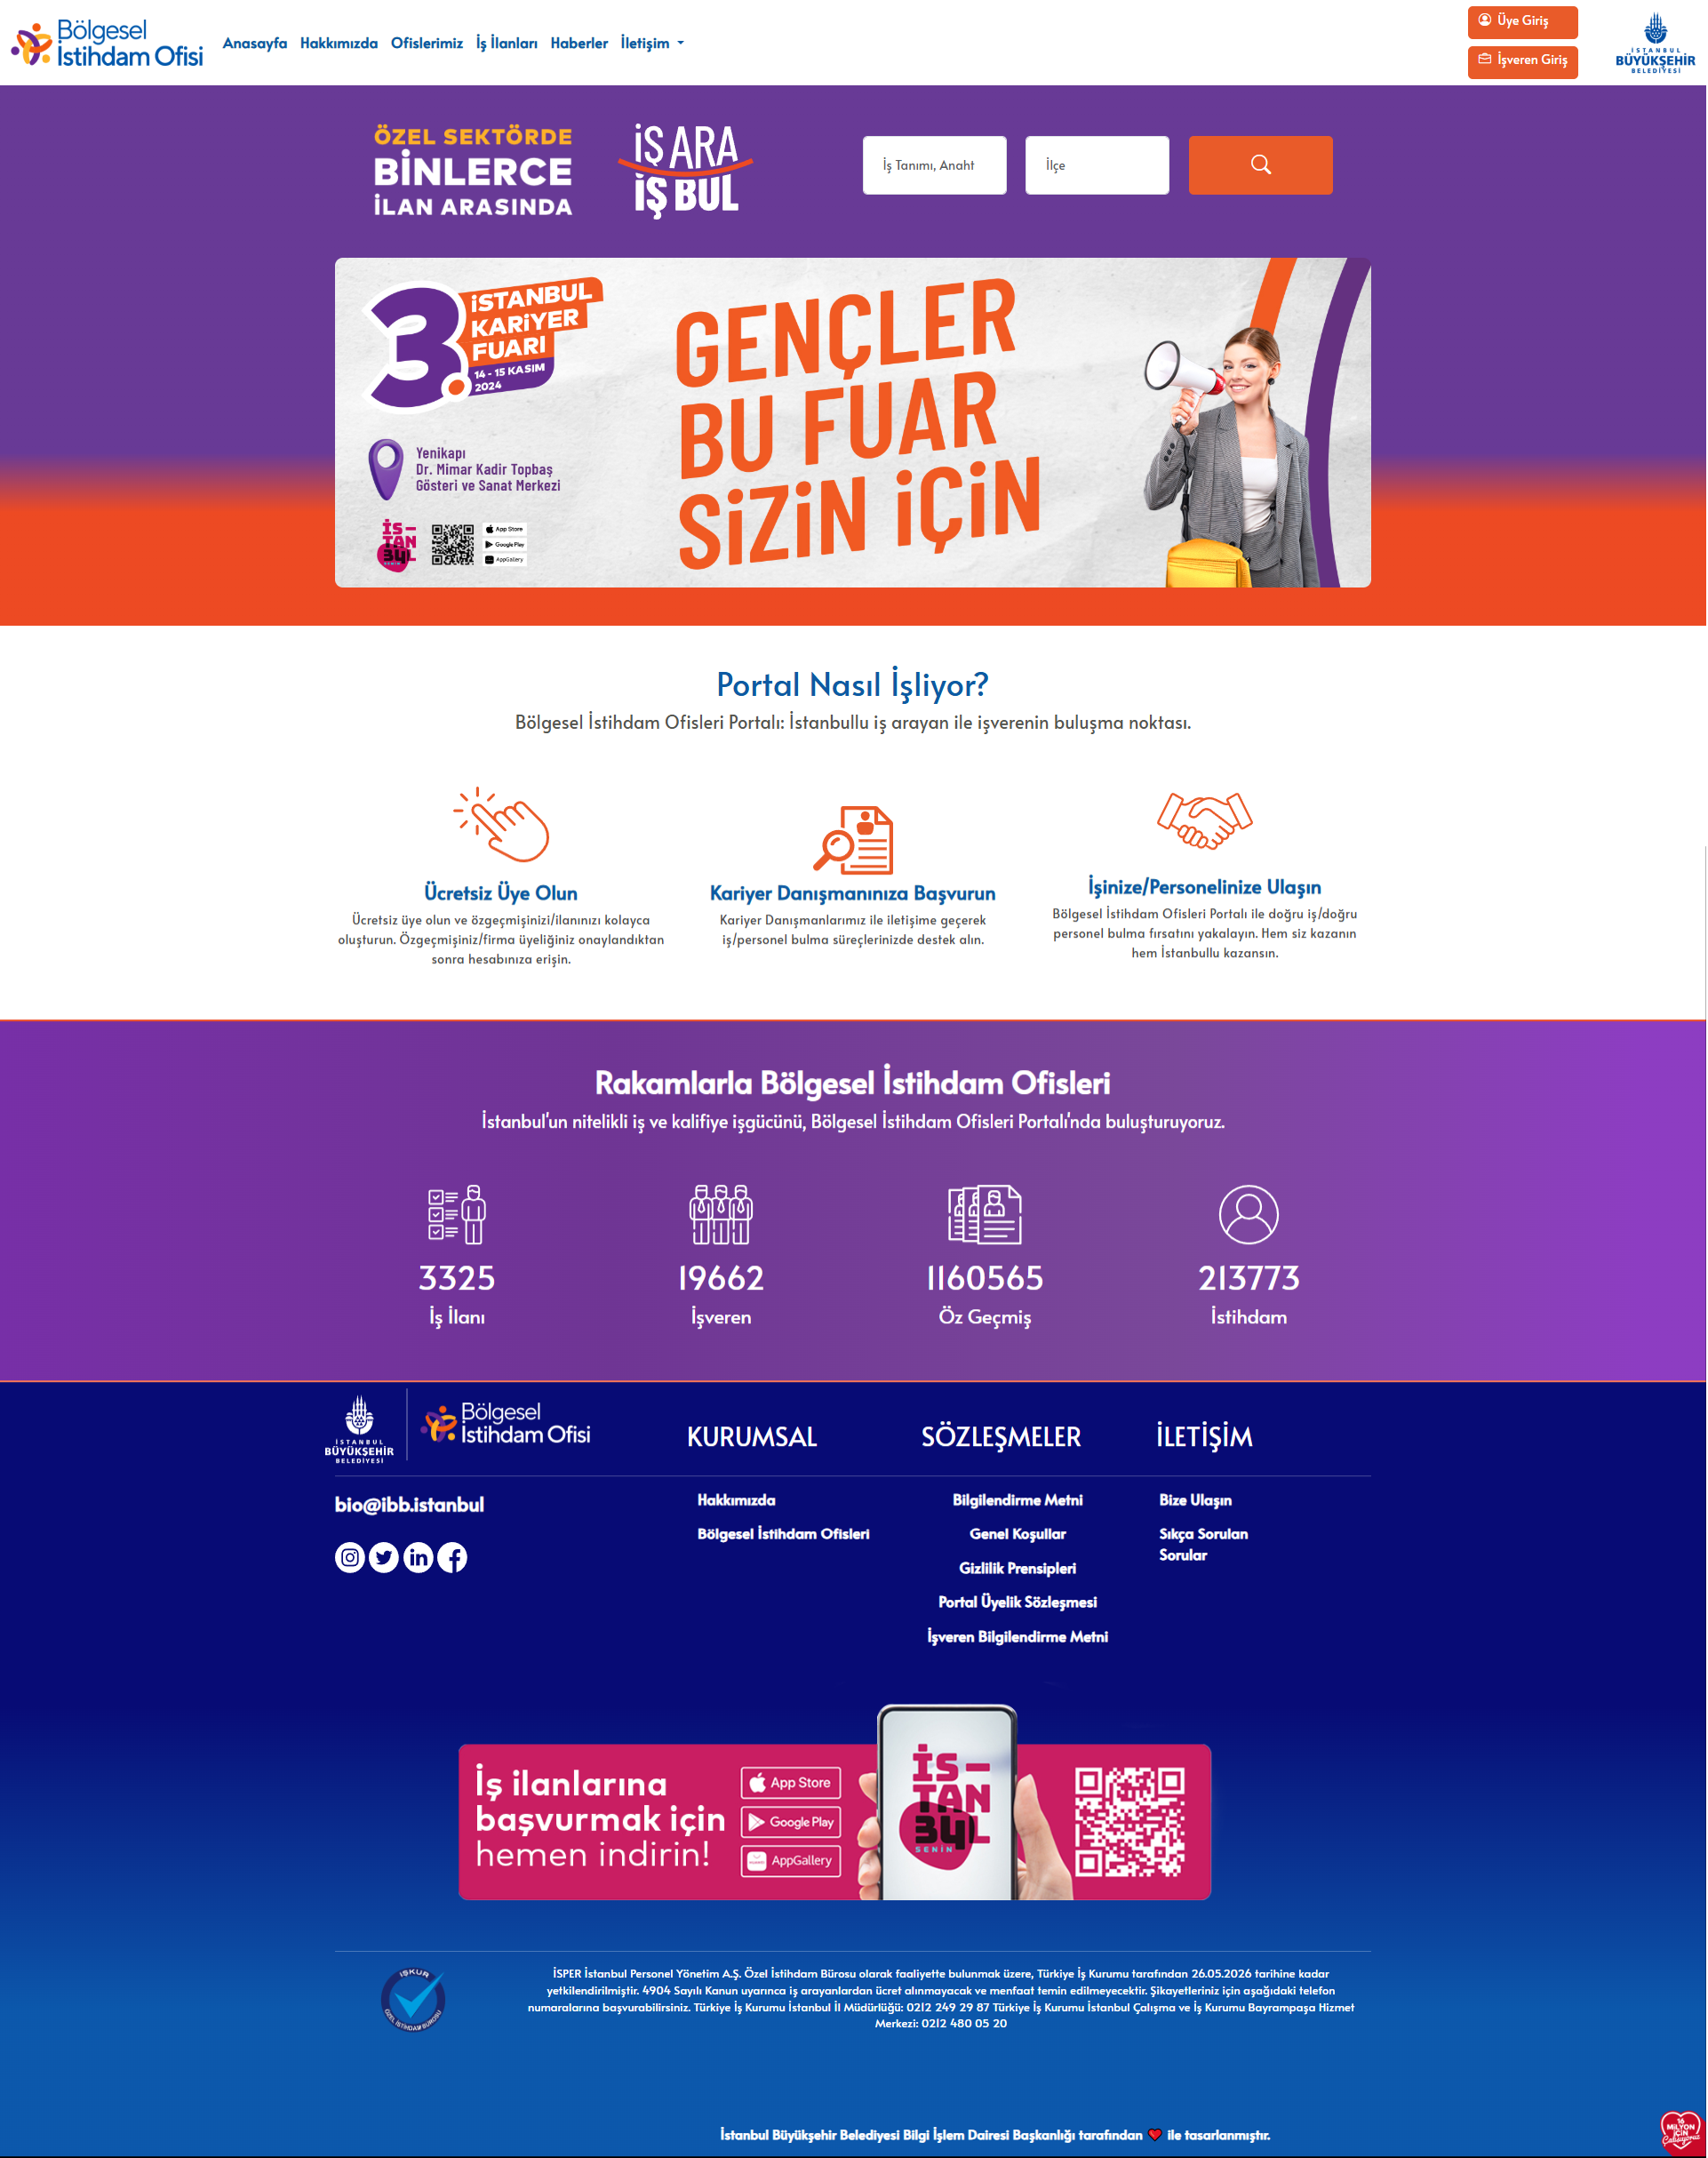 Bölgesel
İstihdam Ofisi
Anasayfa Hakkımızda Ofislerimiz İş İlanları Haberler İletişim
Üye Giriş
İşveren Giriş
İSTANBUL
BÜYÜKŞEHİR
BELEDİYESİ
ÖZEL SEKTÖRDE
BİNLERCE
İLAN ARASINDA
İŞ ARA
İŞ BUL
İş Tanımı, Anaht
İlçe
3. İSTANBUL
KARİYER
FUARI
14 - 15 KASIM
2024
Yenikapı
Dr. Mimar Kadir Topbaş
Gösteri ve Sanat Merkezi
İS-
TAN
34L
SENİN
App Store
Google Play
AppGallery
GENÇLER
BU FUAR
SİZİN İÇİN
Portal Nasıl İşliyor?
Bölgesel İstihdam Ofisleri Portalı: İstanbullu iş arayan ile işverenin buluşma noktası.
Ücretsiz Üye Olun
Ücretsiz üye olun ve özgeçmişinizi/ilanınızı kolayca
oluşturun. Özgeçmişiniz/firma üyeliğiniz onaylandıktan
sonra hesabınıza erişin.
Kariyer Danışmanınıza Başvurun
Kariyer Danışmanlarımız ile iletişime geçerek
iş/personel bulma süreçlerinizde destek alın.
İşinize/Personelinize Ulaşın
Bölgesel İstihdam Ofisleri Portalı ile doğru iş/doğru
personel bulma fırsatını yakalayın. Hem siz kazanın
hem İstanbullu kazansın.
Rakamlarla Bölgesel İstihdam Ofisleri
İstanbul'un nitelikli iş ve kalifiye işgücünü, Bölgesel İstihdam Ofisleri Portalı'nda buluşturuyoruz.
3325
İş İlanı
19662
İşveren
1160565
Öz Geçmiş
213773
İstihdam
İSTANBUL
BÜYÜKŞEHİR
BELEDİYESİ
Bölgesel
İstihdam Ofisi
bio@ibb.istanbul
KURUMSAL
Hakkımızda
Bölgesel İstihdam Ofisleri
SÖZLEŞMELER
Bilgilendirme Metni
Genel Koşullar
Gizlilik Prensipleri
Portal Üyelik Sözleşmesi
İşveren Bilgilendirme Metni
İLETİŞİM
Bize Ulaşın
Sıkça Sorulan
Sorular
İş ilanlarına
başvurmak için
hemen indirin!
App Store
Google Play
AppGallery
İS-
TAN
34L
SENİN
İŞKUR
ÖZEL İSTİHDAM BÜROSU
İSPER İstanbul Personel Yönetim A.Ş. Özel İstihdam Bürosu olarak faaliyette bulunmak üzere, Türkiye İş Kurumu tarafından 26.05.2026 tarihine kadar
yetkilendirilmiştir. 4904 Sayılı Kanun uyarınca iş arayanlardan ücret alınmayacak ve menfaat temin edilmeyecektir. Şikayetleriniz için aşağıdaki telefon
numaralarına başvurabilirsiniz. Türkiye İş Kurumu İstanbul İl Müdürlüğü: 0212 249 29 87 Türkiye İş Kurumu İstanbul Çalışma ve İş Kurumu Bayrampaşa Hizmet
Merkezi: 0212 480 05 20
İstanbul Büyükşehir Belediyesi Bilgi İşlem Dairesi Başkanlığı tarafından ile tasarlanmıştır.
16
MİLYON
İÇİN
Çalışıyoruz